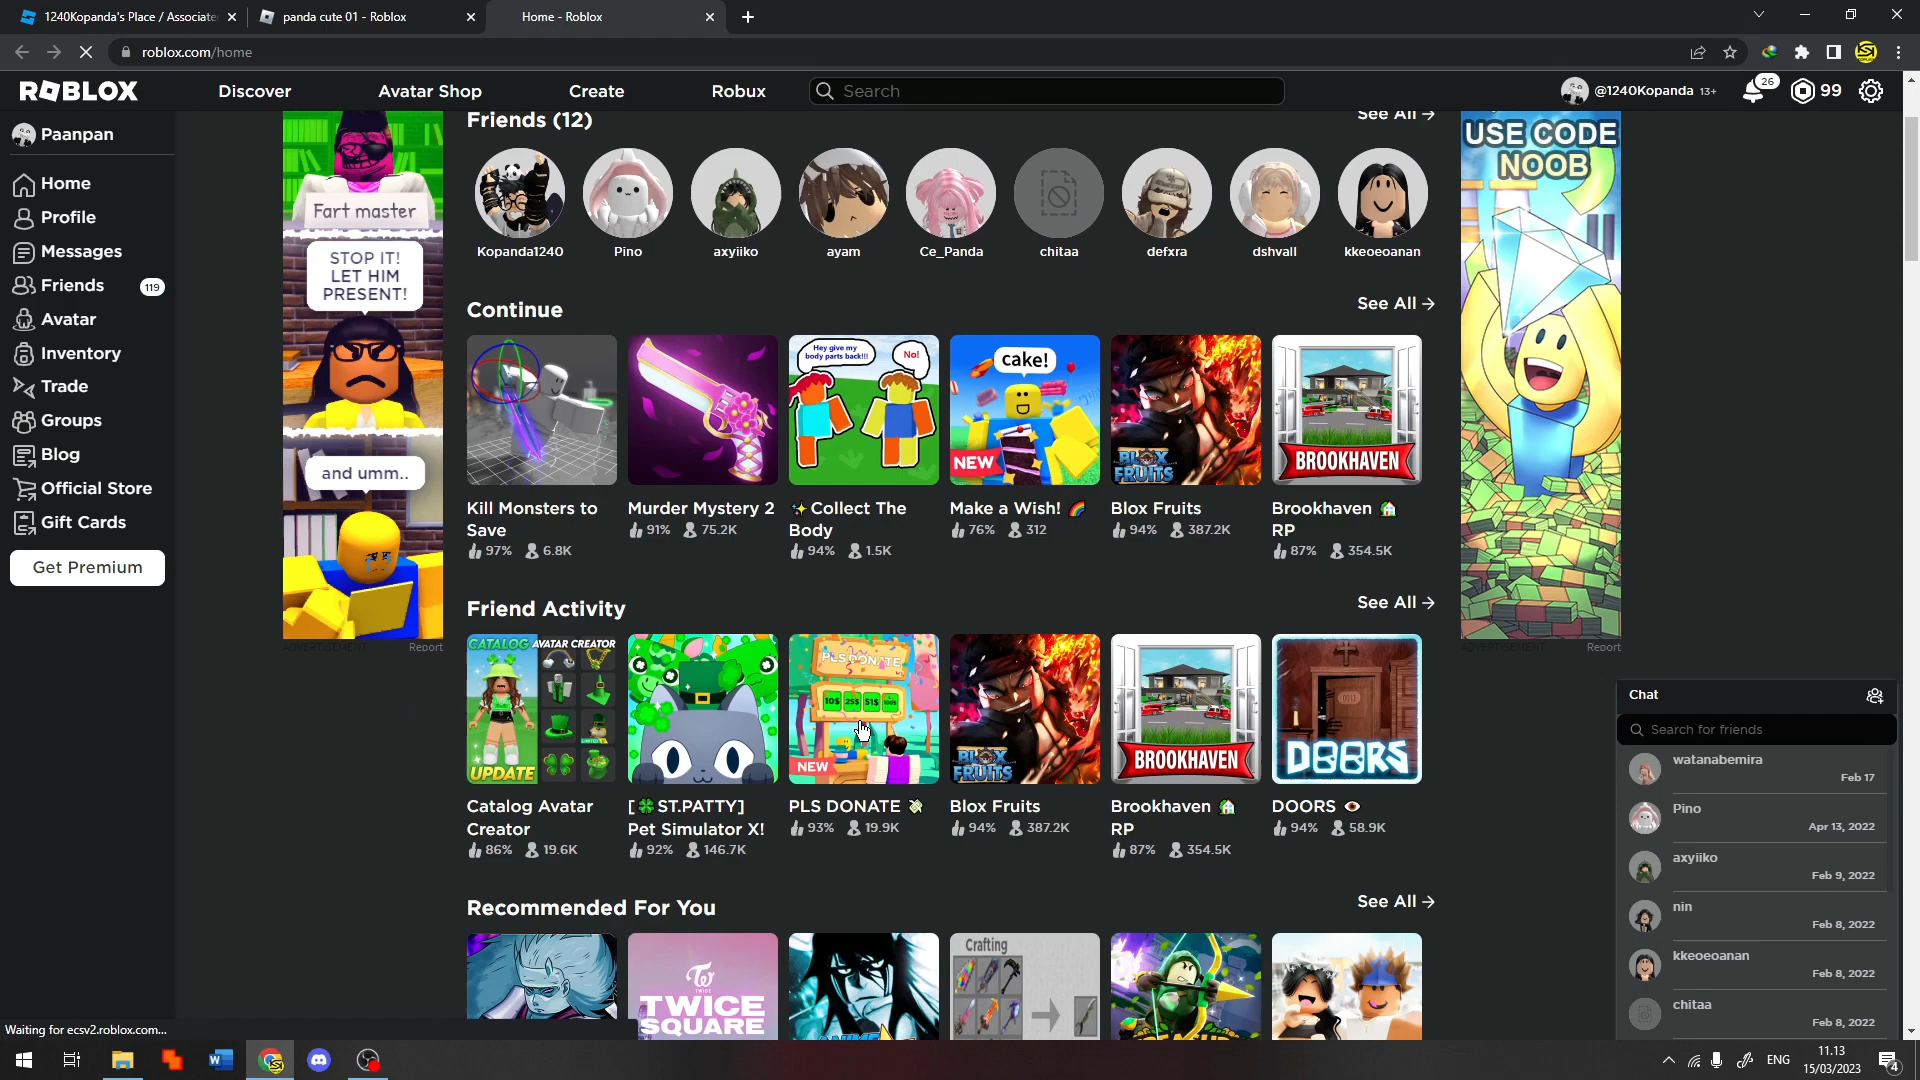 1240Kopanda's Place / Associate
panda cute 01 - Roblox
Home - Roblox
roblox.com/home
ROBLOX
Discover
Avatar Shop
Create
Robux
Search
@1240Kopanda 13+
26
99
Paanpan
Home
Profile
Messages
Friends
119
Avatar
Inventory
Trade
Groups
Blog
Official Store
Gift Cards
Get Premium
Fart master
STOP IT!
LET HIM
PRESENT!
and umm..
ADVERTISEMENT
Report
Friends (12)
See All →
Kopanda1240
Pino
axyiiko
ayam
Ce_Panda
chitaa
defxra
dshvall
kkeoeoanan
Continue
See All →
Hey give my
body parts back!!!
No!
cake!
NEW
BLOX
FRUITS
BROOKHAVEN
Kill Monsters to
Save
97% 6.8K
Murder Mystery 2
91% 75.2K
✨Collect The
Body
94% 1.5K
Make a Wish! 🌈
76% 312
Blox Fruits
94% 387.2K
Brookhaven 🏡
RP
87% 354.5K
Friend Activity
See All →
CATALOG AVATAR CREATOR
UPDATE
PLS DONATE
10$ 25$ 51$ 100$
NEW
BLOX
FRUITS
BROOKHAVEN
DOORS
Catalog Avatar
Creator
86% 19.6K
[🍀ST.PATTY]
Pet Simulator X!
92% 146.7K
PLS DONATE 💸
93% 19.9K
Blox Fruits
94% 387.2K
Brookhaven 🏡
RP
87% 354.5K
DOORS 👁️
94% 58.9K
Recommended For You
See All →
TWICE
SQUARE
Crafting
USE CODE
NOOB
ADVERTISEMENT
Report
Chat
Search for friends
watanabemira
Feb 17
Pino
Apr 13, 2022
axyiiko
Feb 9, 2022
nin
Feb 8, 2022
kkeoeoanan
Feb 8, 2022
chitaa
Feb 8, 2022
Waiting for ecsv2.roblox.com...
ENG
11.13
15/03/2023
4